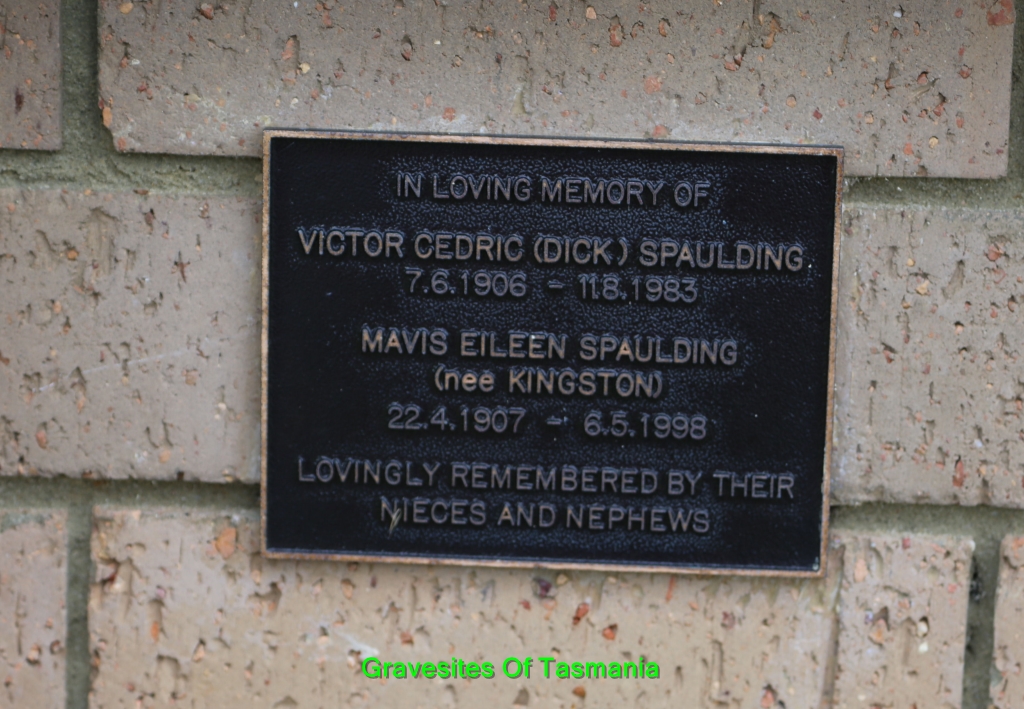 IN LOVING MEMORY OF
VICTOR CEDRIC (DICK) SPAULDING
7.6.1906 - 11.8.1983
MAVIS EILEEN SPAULDING
(neé KINGSTON)
22.4.1907 - 6.5.1998
LOVINGLY REMEMBERED BY THEIR
NIECES AND NEPHEWS
Gravesites Of Tasmania